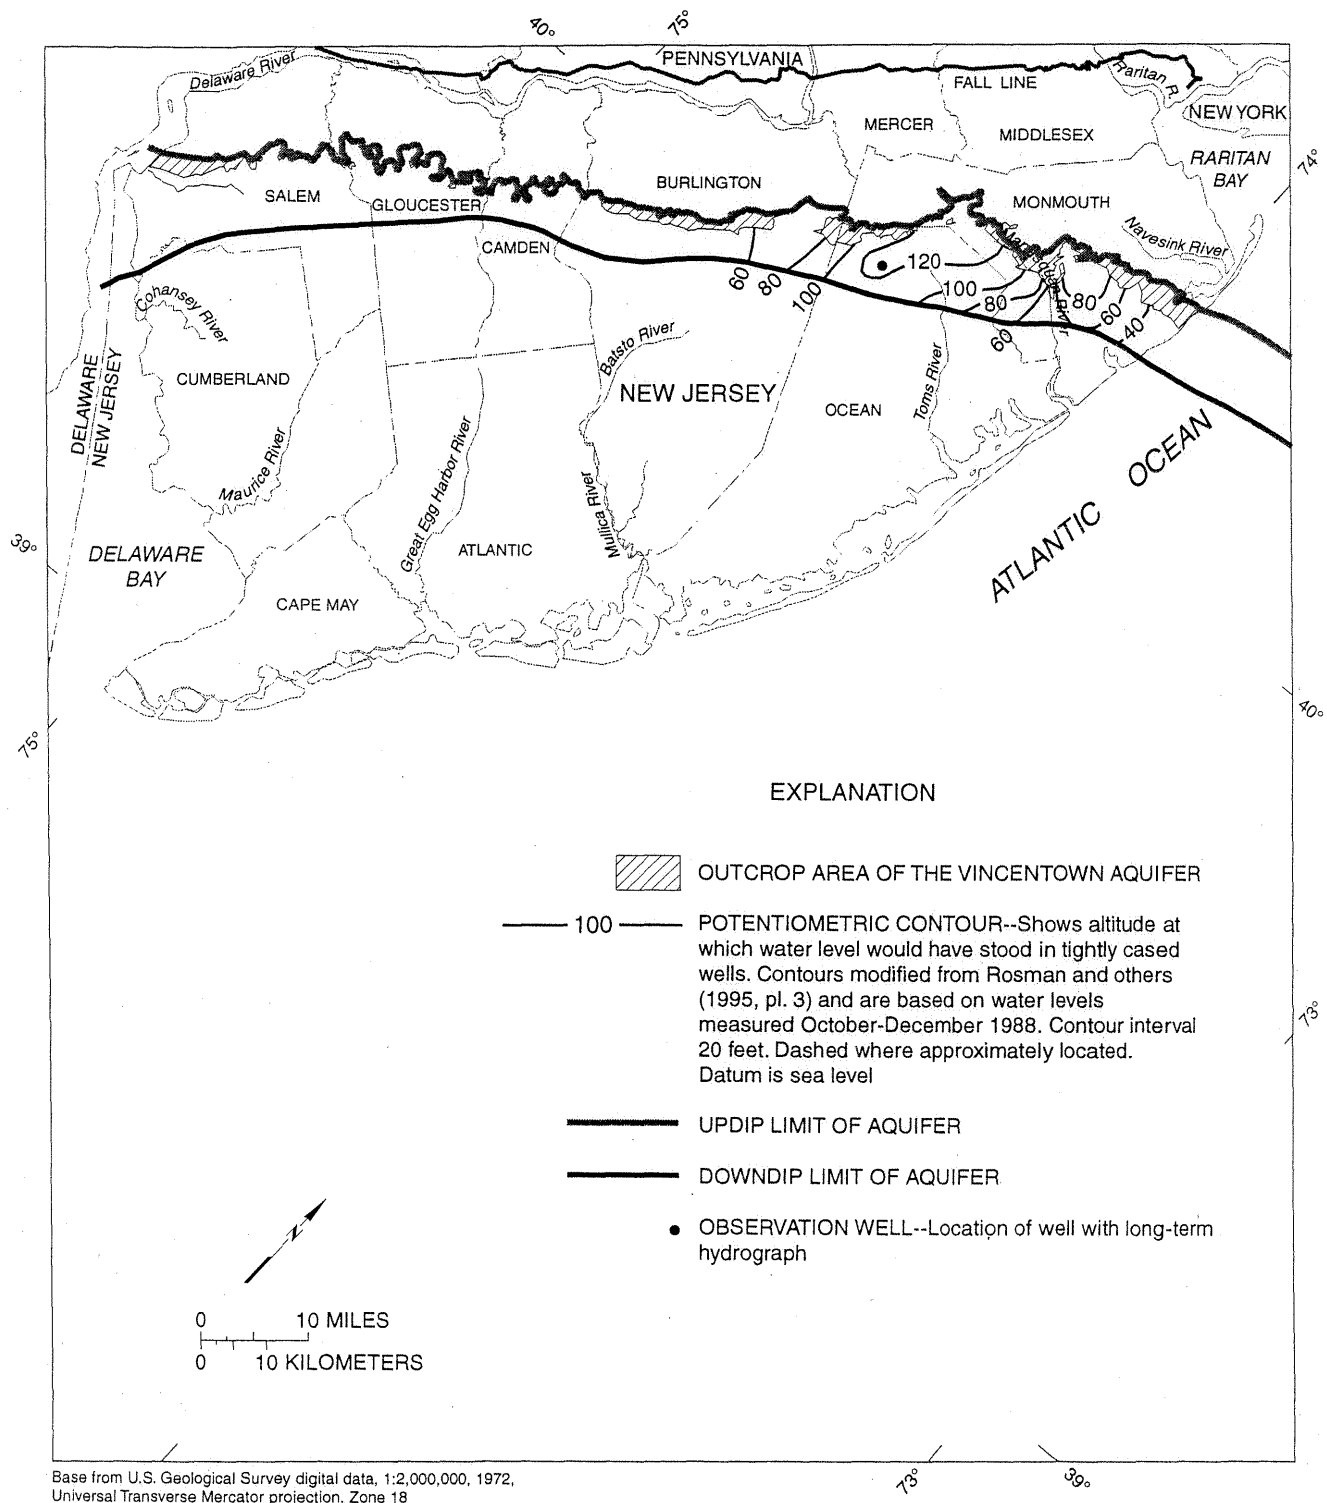 40°
75°
PENNSYLVANIA
Delaware River
FALL LINE
Raritan R.
NEW YORK
MERCER
MIDDLESEX
RARITAN
BAY
74°
SALEM
GLOUCESTER
BURLINGTON
MONMOUTH
Navesink River
CAMDEN
60
80
100
120
100
80
60
80
60
40
Manasquan River
Cohansey River
Batsto River
DELAWARE
NEW JERSEY
CUMBERLAND
NEW JERSEY
OCEAN
Toms River
Maurice River
Great Egg Harbor River
Mullica River
ATLANTIC OCEAN
39°
DELAWARE
BAY
ATLANTIC
CAPE MAY
75°
40°
EXPLANATION
OUTCROP AREA OF THE VINCENTOWN AQUIFER
100
POTENTIOMETRIC CONTOUR--Shows altitude at
which water level would have stood in tightly cased
wells. Contours modified from Rosman and others
(1995, pl. 3) and are based on water levels
measured October-December 1988. Contour interval
20 feet. Dashed where approximately located.
Datum is sea level
73°
UPDIP LIMIT OF AQUIFER
DOWNDIP LIMIT OF AQUIFER
OBSERVATION WELL--Location of well with long-term
hydrograph
N
0 10 MILES
0 10 KILOMETERS
Base from U.S. Geological Survey digital data, 1:2,000,000, 1972,
Universal Transverse Mercator projection, Zone 18
73°
39°